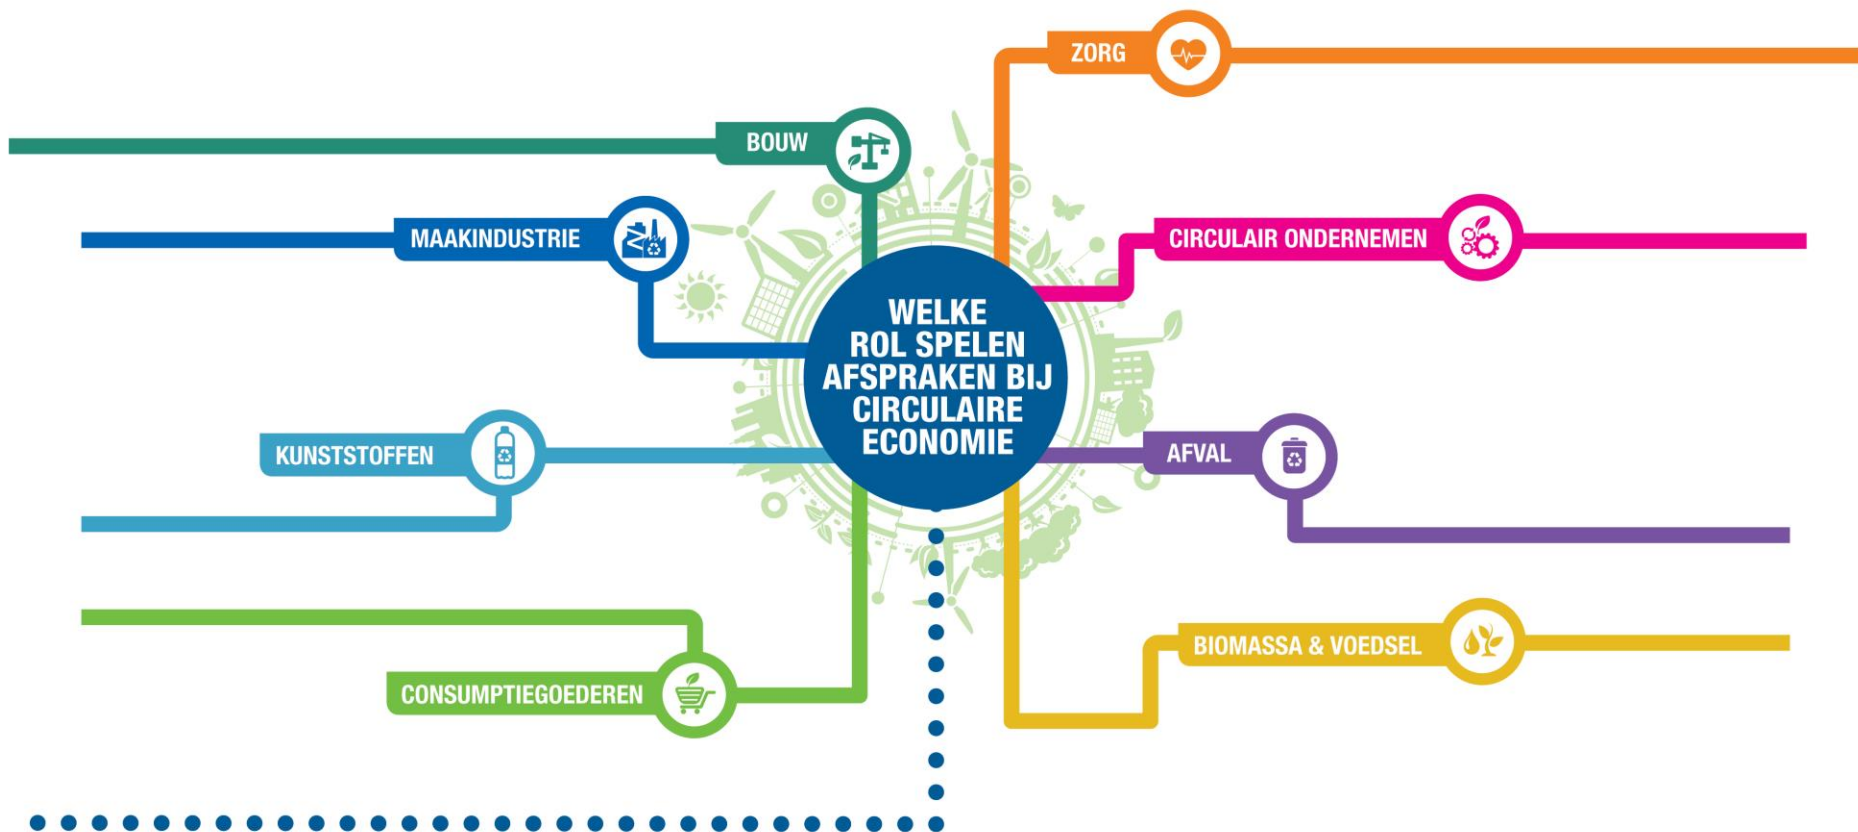 ZORG
BOUW
MAAKINDUSTRIE
CIRCULAIR ONDERNEMEN
WELKE
ROL SPELEN
AFSPRAKEN BIJ
CIRCULAIRE
ECONOMIE
KUNSTSTOFFEN
AFVAL
BIOMASSA & VOEDSEL
CONSUMPTIEGOEDEREN